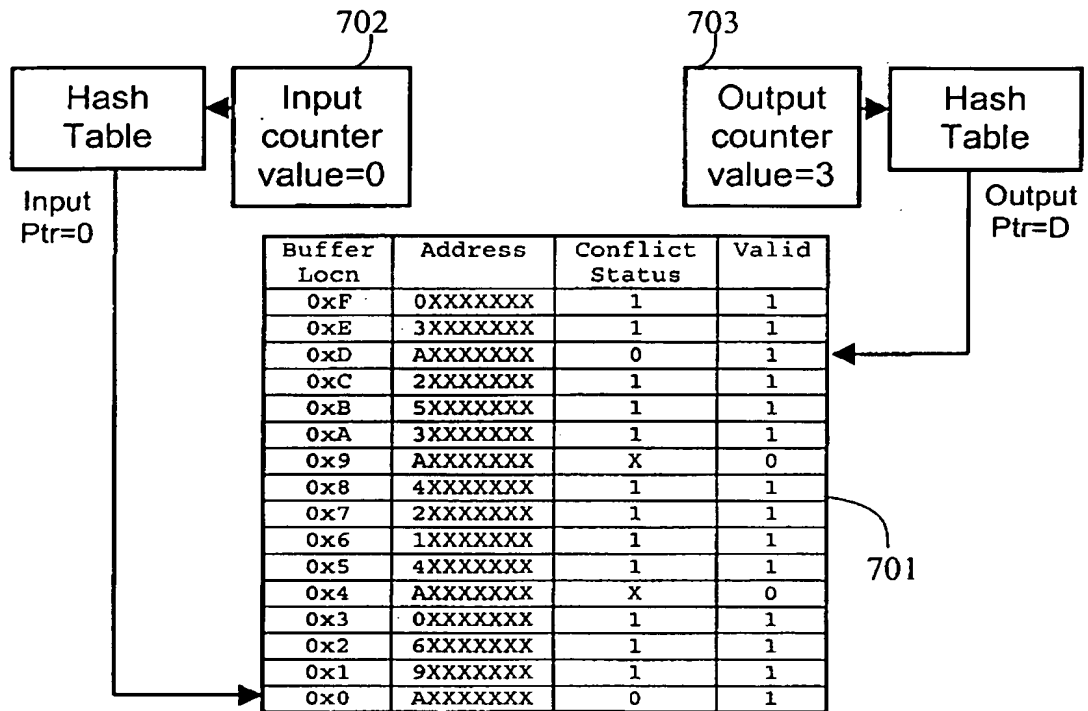 702
703
Hash
Table
Input
counter
value=0
Output
counter
value=3
Hash
Table
Input
Ptr=0
Output
Ptr=D
Buffer Locn Address Conflict Status Valid
0xF 0XXXXXXX 1 1
0xE 3XXXXXXX 1 1
0xD AXXXXXXX 0 1
0xC 2XXXXXXX 1 1
0xB 5XXXXXXX 1 1
0xA 3XXXXXXX 1 1
0x9 AXXXXXXX X 0
0x8 4XXXXXXX 1 1
0x7 2XXXXXXX 1 1
0x6 1XXXXXXX 1 1
0x5 4XXXXXXX 1 1
0x4 AXXXXXXX X 0
0x3 0XXXXXXX 1 1
0x2 6XXXXXXX 1 1
0x1 9XXXXXXX 1 1
0x0 AXXXXXXX 0 1
701